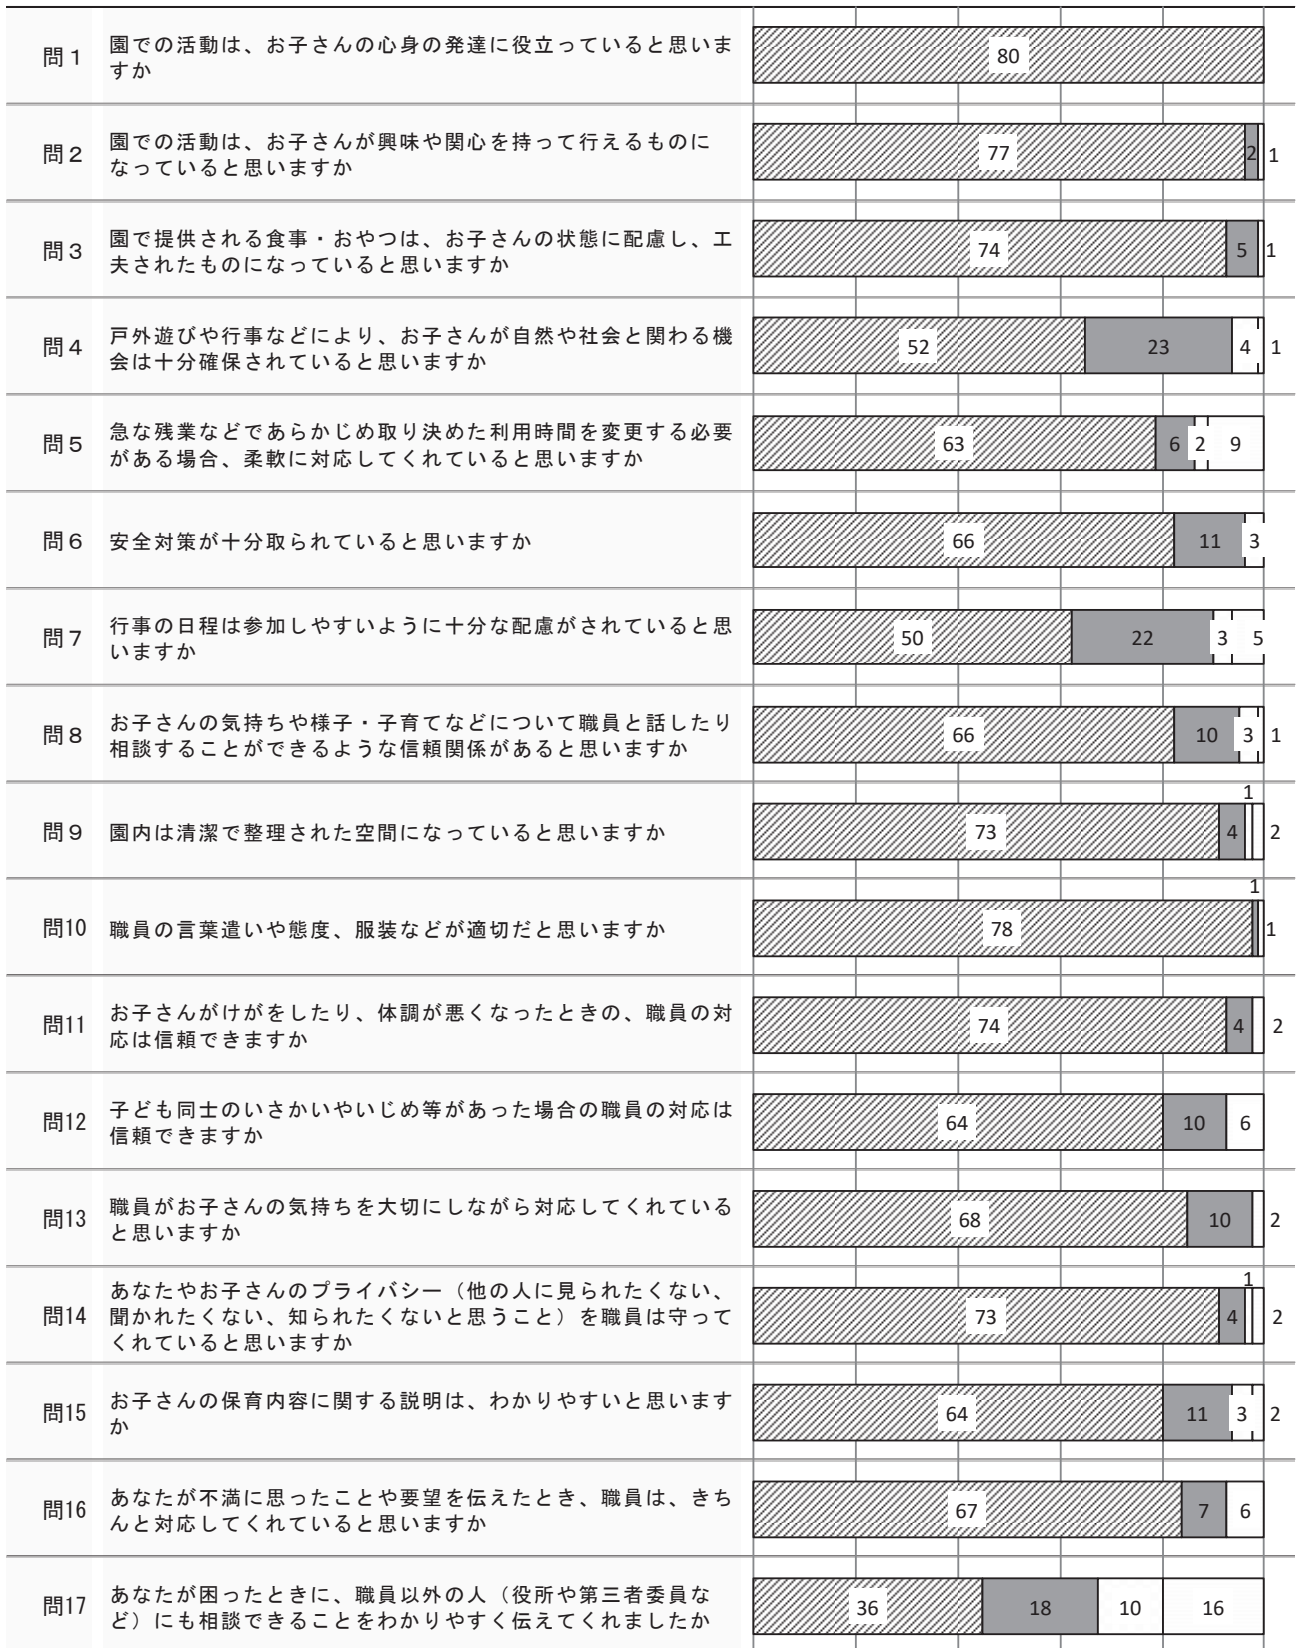 問１
園での活動は、お子さんの心身の発達に役立っていると思いま
すか
80
問２
園での活動は、お子さんが興味や関心を持って行えるものに
なっていると思いますか
77 2 1
問３
園で提供される食事・おやつは、お子さんの状態に配慮し、工
夫されたものになっていると思いますか
74 5 1
問４
戸外遊びや行事などにより、お子さんが自然や社会と関わる機
会は十分確保されていると思いますか
52 23 4 1
問５
急な残業などであらかじめ取り決めた利用時間を変更する必要
がある場合、柔軟に対応してくれていると思いますか
63 6 2 9
問６
安全対策が十分取られていると思いますか
66 11 3
問７
行事の日程は参加しやすいように十分な配慮がされていると思
いますか
50 22 3 5
問８
お子さんの気持ちや様子・子育てなどについて職員と話したり
相談することができるような信頼関係があると思いますか
66 10 3 1
問９
園内は清潔で整理された空間になっていると思いますか
73 4 1 2
問10
職員の言葉遣いや態度、服装などが適切だと思いますか
78 1 1
問11
お子さんがけがをしたり、体調が悪くなったときの、職員の対
応は信頼できますか
74 4 2
問12
子ども同士のいさかいやいじめ等があった場合の職員の対応は
信頼できますか
64 10 6
問13
職員がお子さんの気持ちを大切にしながら対応してくれている
と思いますか
68 10 2
問14
あなたやお子さんのプライバシー（他の人に見られたくない、
聞かれたくない、知られたくないと思うこと）を職員は守って
くれていると思いますか
73 4 1 2
問15
お子さんの保育内容に関する説明は、わかりやすいと思います
か
64 11 3 2
問16
あなたが不満に思ったことや要望を伝えたとき、職員は、きち
んと対応してくれていると思いますか
67 7 6
問17
あなたが困ったときに、職員以外の人（役所や第三者委員な
ど）にも相談できることをわかりやすく伝えてくれましたか
36 18 10 16